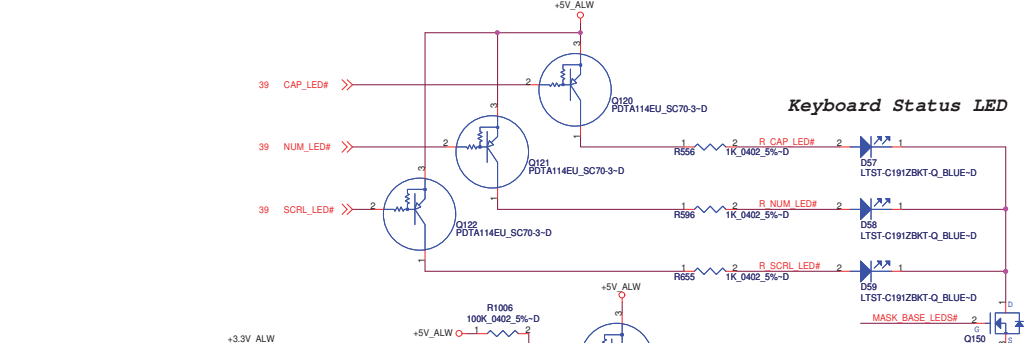 +5V_ALW
3
39 CAP_LED#
2
Q120
PDTA114EU_SC70-3~D
1
Keyboard Status LED
3
39 NUM_LED#
2
Q121
PDTA114EU_SC70-3~D
1
1 2
R556 1K_0402_5%~D
R_CAP_LED#
2 1
D57
LTST-C191ZBKT-Q_BLUE~D
3
39 SCRL_LED#
2
Q122
PDTA114EU_SC70-3~D
1
1 2
R596 1K_0402_5%~D
R_NUM_LED#
2 1
D58
LTST-C191ZBKT-Q_BLUE~D
1 2
R655 1K_0402_5%~D
R_SCRL_LED#
2 1
D59
LTST-C191ZBKT-Q_BLUE~D
+5V_ALW
3
R1006
100K_0402_5%~D
+5V_ALW
1 2
+3.3V_ALW
MASK_BASE_LEDS#
2
G
1
D
S
Q150